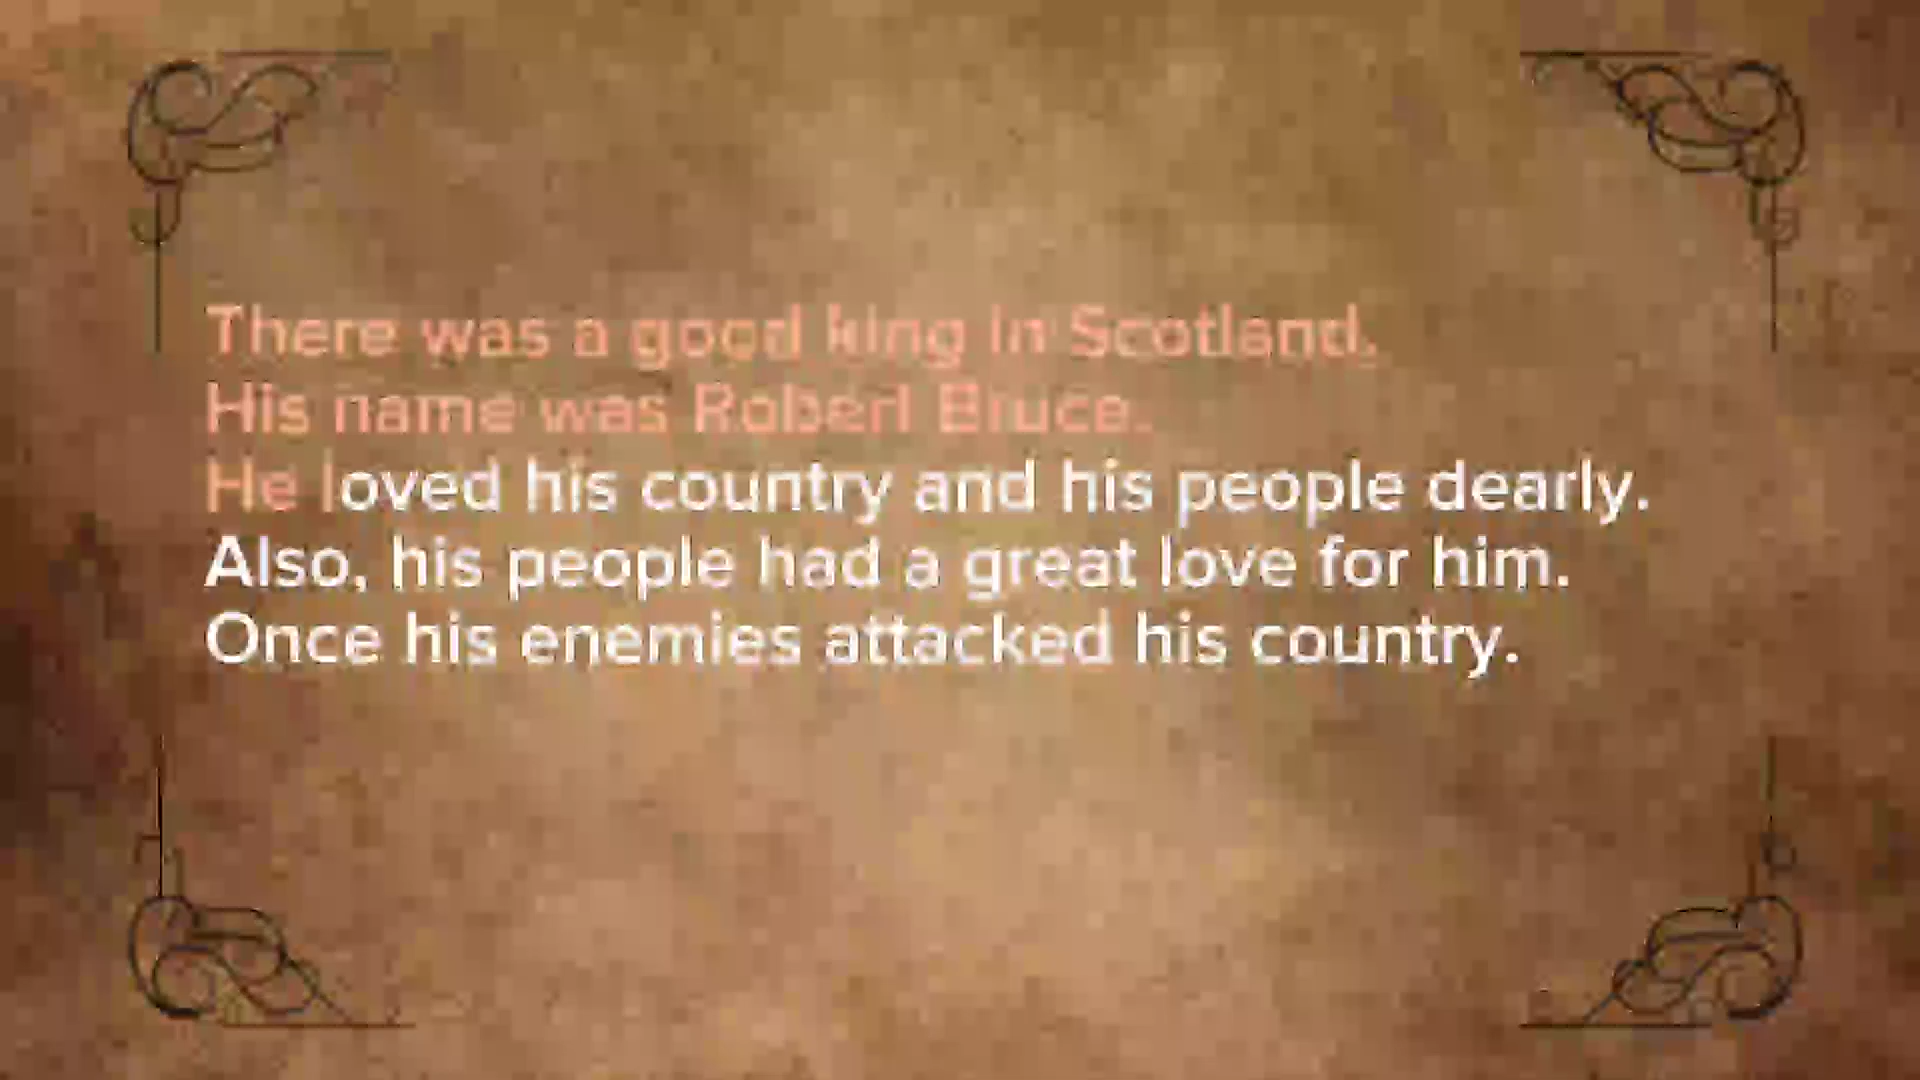 There was a good king in Scotland.
His name was Robert Bruce.
He loved his country and his people dearly.
Also, his people had a great love for him.
Once his enemies attacked his country.